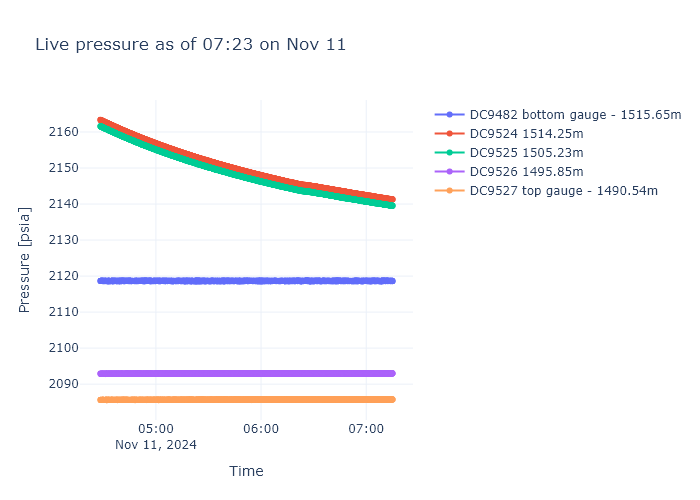 Live pressure as of 07:23 on Nov 11
DC9482 bottom gauge - 1515.65m
DC9524 1514.25m
DC9525 1505.23m
DC9526 1495.85m
DC9527 top gauge - 1490.54m
Pressure [psia]
2160
2150
2140
2130
2120
2110
2100
2090
05:00
06:00
07:00
Nov 11, 2024
Time